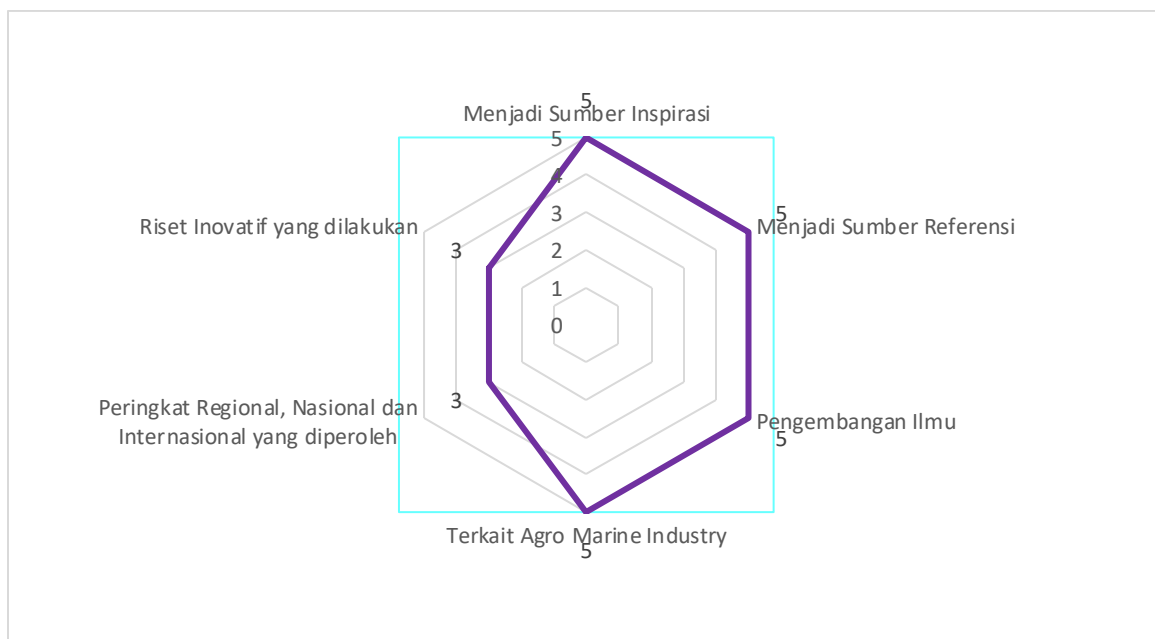 5
Menjadi Sumber Inspirasi
5
4
5
Riset Inovatif yang dilakukan
3
Menjadi Sumber Referensi
3
2
1
0
Peringkat Regional, Nasional dan
Internasional yang diperoleh
3
Pengembangan Ilmu
5
Terkait Agro Marine Industry
5